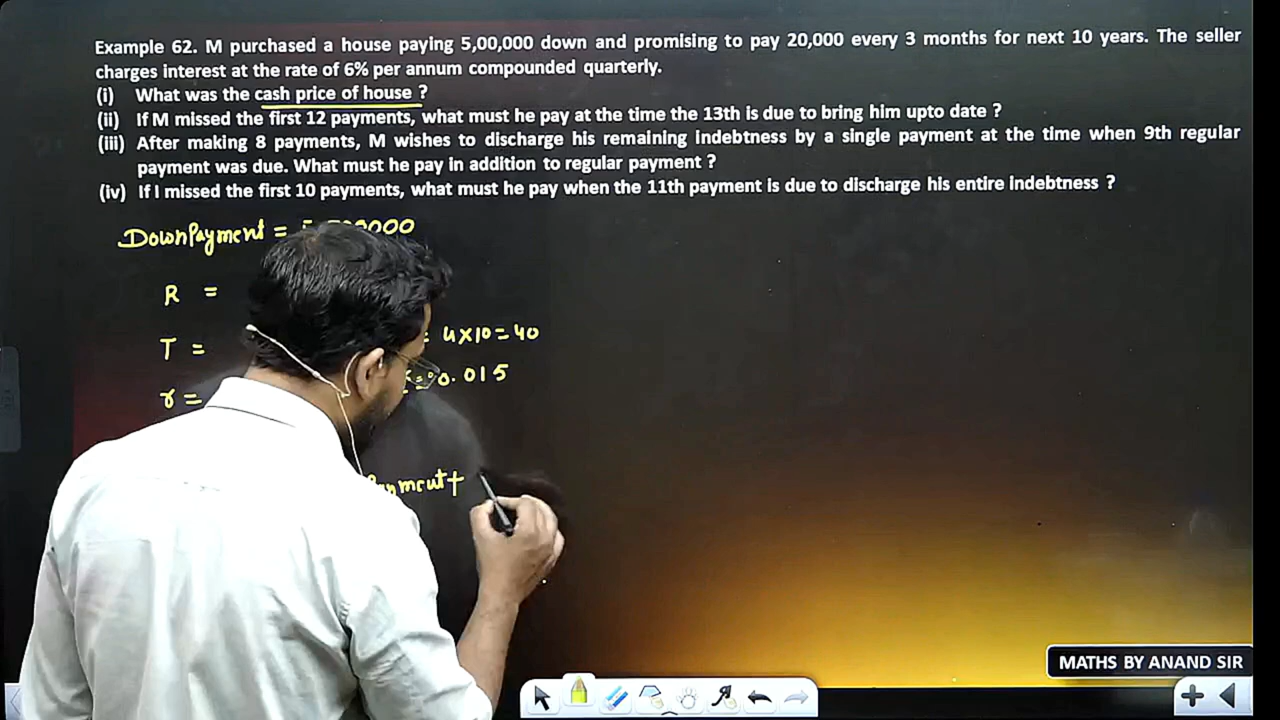 Example 62. M purchased a house paying 5,00,000 down and promising to pay 20,000 every 3 months for next 10 years. The seller
charges interest at the rate of 6% per annum compounded quarterly.
(i) What was the cash price of house ?
(ii) If M missed the first 12 payments, what must he pay at the time the 13th is due to bring him upto date ?
(iii) After making 8 payments, M wishes to discharge his remaining indebtness by a single payment at the time when 9th regular
payment was due. What must he pay in addition to regular payment ?
(iv) If I missed the first 10 payments, what must he pay when the 11th payment is due to discharge his entire indebtness ?
DownPayment =
R =
T = = 4×10=40
r = = 0.015
+
MATHS BY ANAND SIR